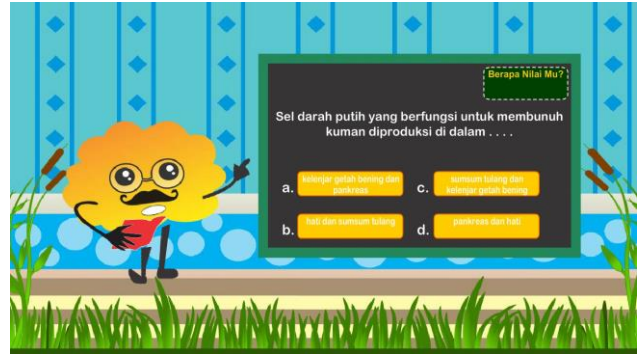 Berapa Nilai Mu?
Sel darah putih yang berfungsi untuk membunuh
kuman diproduksi di dalam . . . .
a. kelenjar getah bening dan
pankreas
c. sumsum tulang dan
kelenjar getah bening
b. hati dan sumsum tulang
d. pankreas dan hati